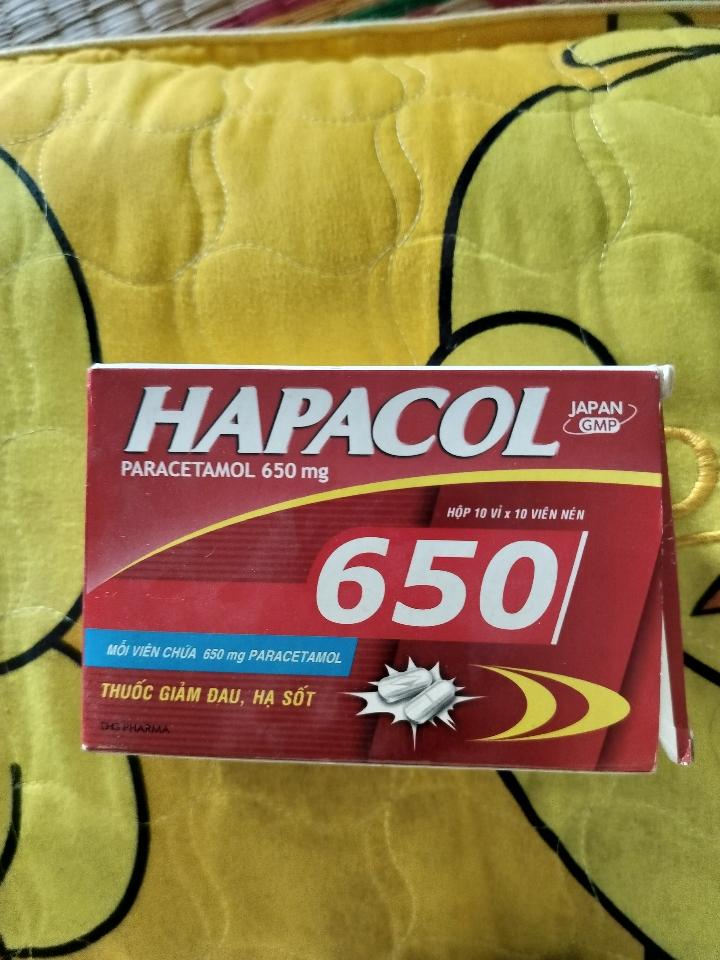 HAPACOL
JAPAN
GMP
PARACETAMOL 650 mg
HỘP 10 VỈ x 10 VIÊN NÉN
650
MỖI VIÊN CHỨA 650 mg PARACETAMOL
THUỐC GIẢM ĐAU, HẠ SỐT
DHG PHARMA